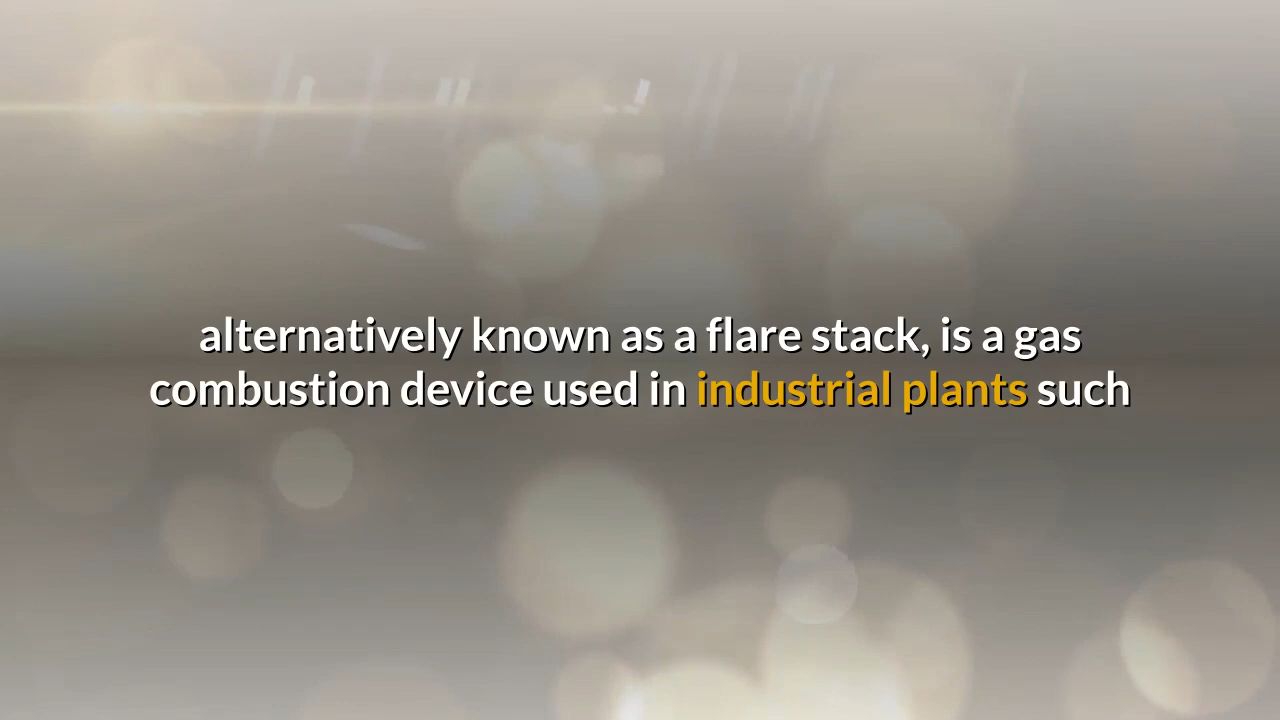 alternatively known as a flare stack, is a gas
combustion device used in industrial plants such